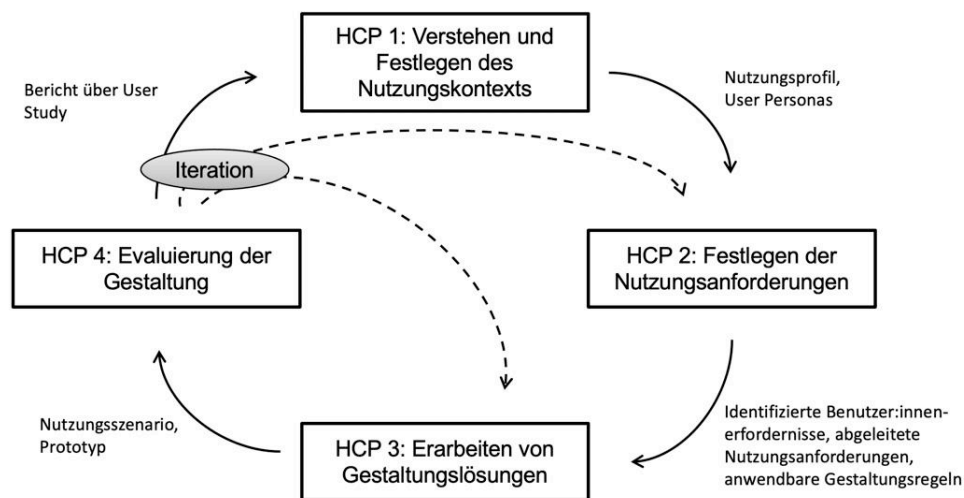 HCP 1: Verstehen und
Festlegen des
Nutzungskontexts
Bericht über User
Study
Nutzungsprofil,
User Personas
Iteration
HCP 4: Evaluierung der
Gestaltung
HCP 2: Festlegen der
Nutzungsanforderungen
Nutzungsszenario,
Prototyp
HCP 3: Erarbeiten von
Gestaltungslösungen
Identifizierte Benutzer:innen-
erfordernisse, abgeleitete
Nutzungsanforderungen,
anwendbare Gestaltungsregeln